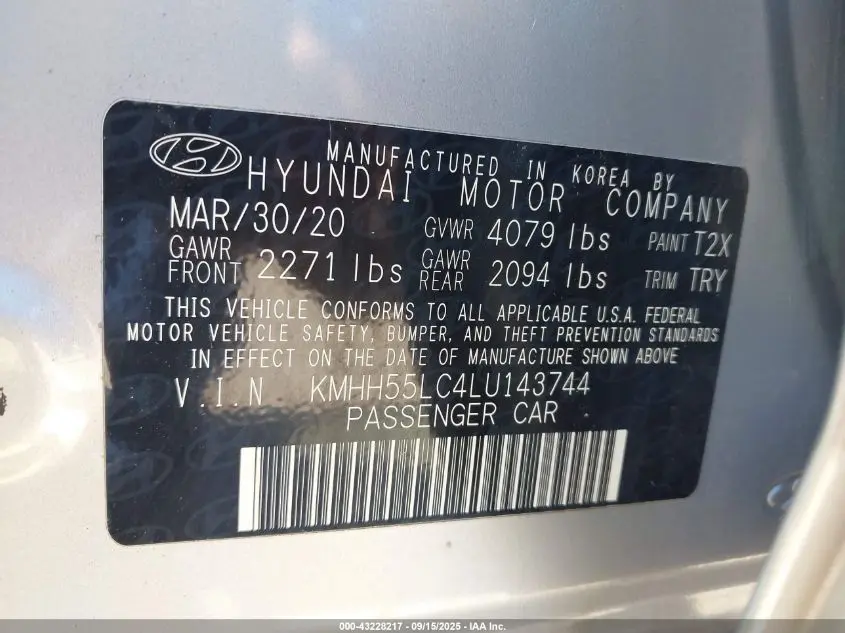 MANUFACTURED IN KOREA BY
HYUNDAI MOTOR COMPANY
MAR/30/20 GVWR 4079 lbs PAINT T2X
GAWR FRONT 2271 lbs GAWR REAR 2094 lbs TRIM TRY
THIS VEHICLE CONFORMS TO ALL APPLICABLE U.S.A. FEDERAL
MOTOR VEHICLE SAFETY, BUMPER, AND THEFT PREVENTION STANDARDS
IN EFFECT ON THE DATE OF MANUFACTURE SHOWN ABOVE
V.I.N KMHH55LC4LU143744
PASSENGER CAR
000-43228217 - 09/15/2025 - IAA Inc.